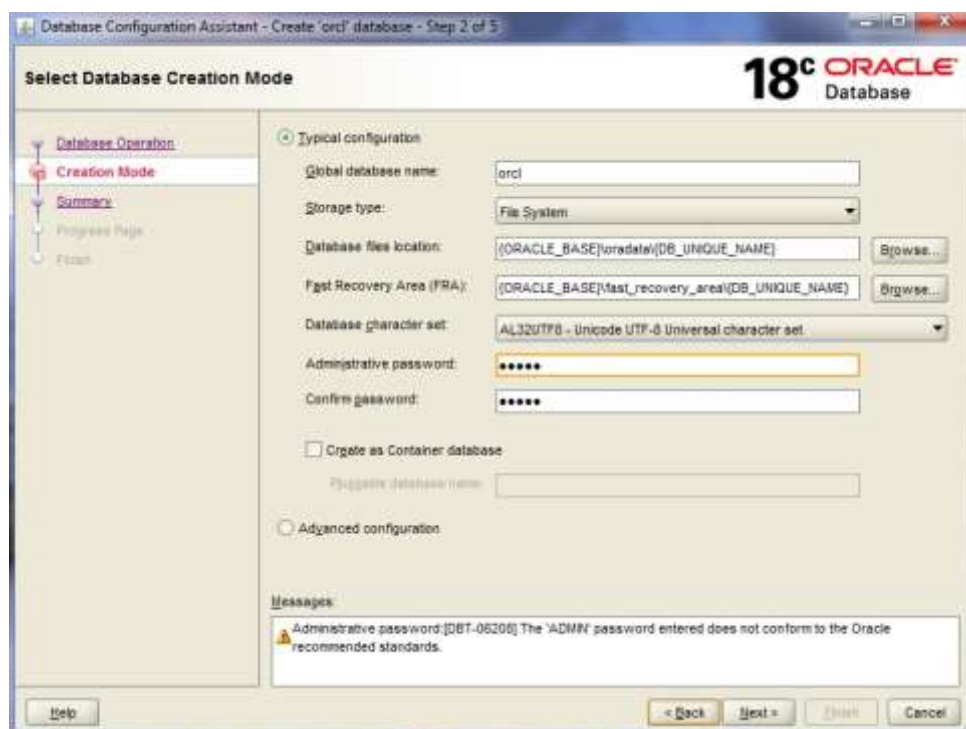 Database Configuration Assistant - Create 'orcl' database - Step 2 of 5
Select Database Creation Mode
18c ORACLE
Database
Database Operation
Creation Mode
Summary
Progress Page
Finish
Typical configuration
Global database name:
orcl
Storage type:
File System
Database files location:
{ORACLE_BASE}\oradata\{DB_UNIQUE_NAME}
Browse...
Fast Recovery Area (FRA):
{ORACLE_BASE}\fast_recovery_area\{DB_UNIQUE_NAME}
Browse...
Database character set:
AL32UTF8 - Unicode UTF-8 Universal character set
Administrative password:
•••••
Confirm password:
•••••
Create as Container database
Pluggable database name:
Advanced configuration
Messages:
Administrative password:[DBT-06208] The 'ADMIN' password entered does not conform to the Oracle
recommended standards.
Help
< Back
Next >
Finish
Cancel